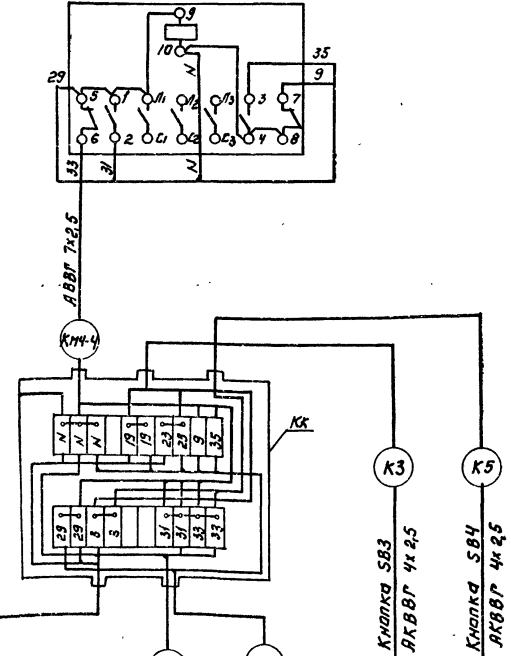 9
10
N
35
9
29
5 1 Л1 Л2 Л3 3 7
6 2 С1 С2 С3 4 8
33 31 N
АВВГ 7х2,5
КМ4-4
КК
N N N 19 19 23 23 9 35
К3 К5
29 29 3 3 31 31 33 33
Кнопка SB3
АКВВГ 4х2,5
Кнопка SB4
АКВВГ 4х2,5